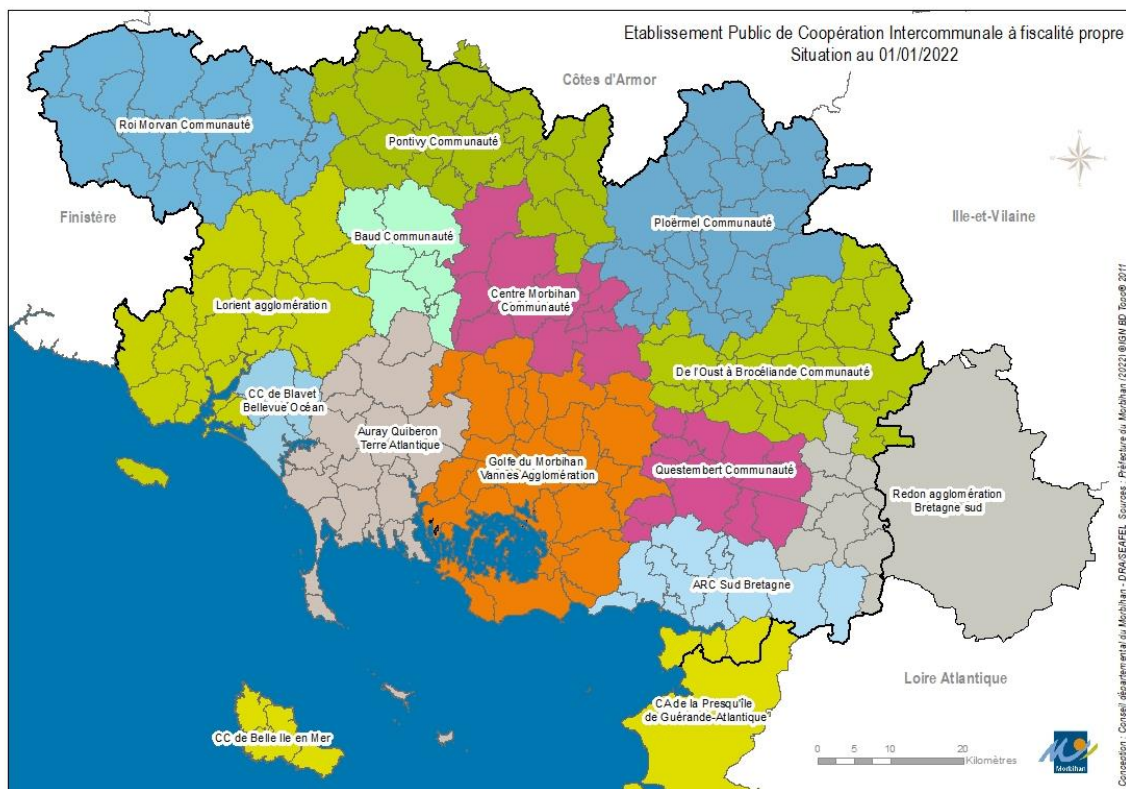 Etablissement Public de Coopération Intercommunale à fiscalité propre
Situation au 01/01/2022
Côtes d'Armor
Roi Morvan Communauté
Pontivy Communauté
Finistère
Ploërmel Communauté
Ille-et-Vilaine
Baud Communauté
Lorient agglomération
Centre Morbihan
Communauté
De l'Oust à Brocéliande Communauté
CC de Blavet
Bellevue Océan
Auray Quiberon
Terre Atlantique
Golfe du Morbihan
Vannes Agglomération
Questembert Communauté
Redon agglomération
Bretagne sud
ARC Sud Bretagne
Loire Atlantique
CA de la Presqu'île
de Guérande-Atlantique
CC de Belle Ile en Mer
0 5 10 20
Kilomètres
Morbihan
Conception : Conseil départemental du Morbihan - DRA/SEAFEL Sources : Préfecture du Morbihan (2022) @IGN BD Topo® 2011